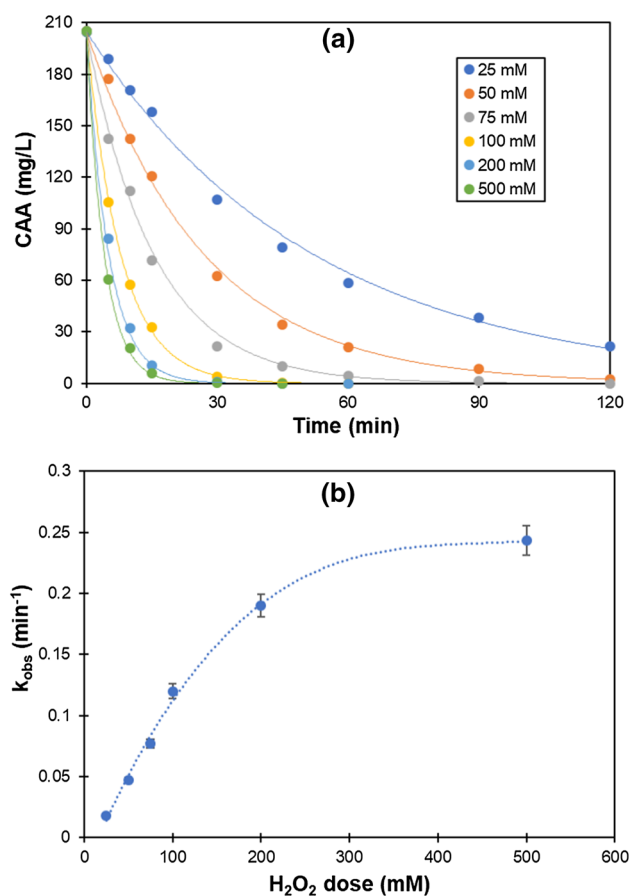 (a)
210
180
150
120
90
60
30
0
CAA (mg/L)
25 mM
50 mM
75 mM
100 mM
200 mM
500 mM
0 30 60 90 120
Time (min)
(b)
0.3
0.25
0.2
0.15
0.1
0.05
0
k_obs (min⁻¹)
0 100 200 300 400 500 600
H₂O₂ dose (mM)